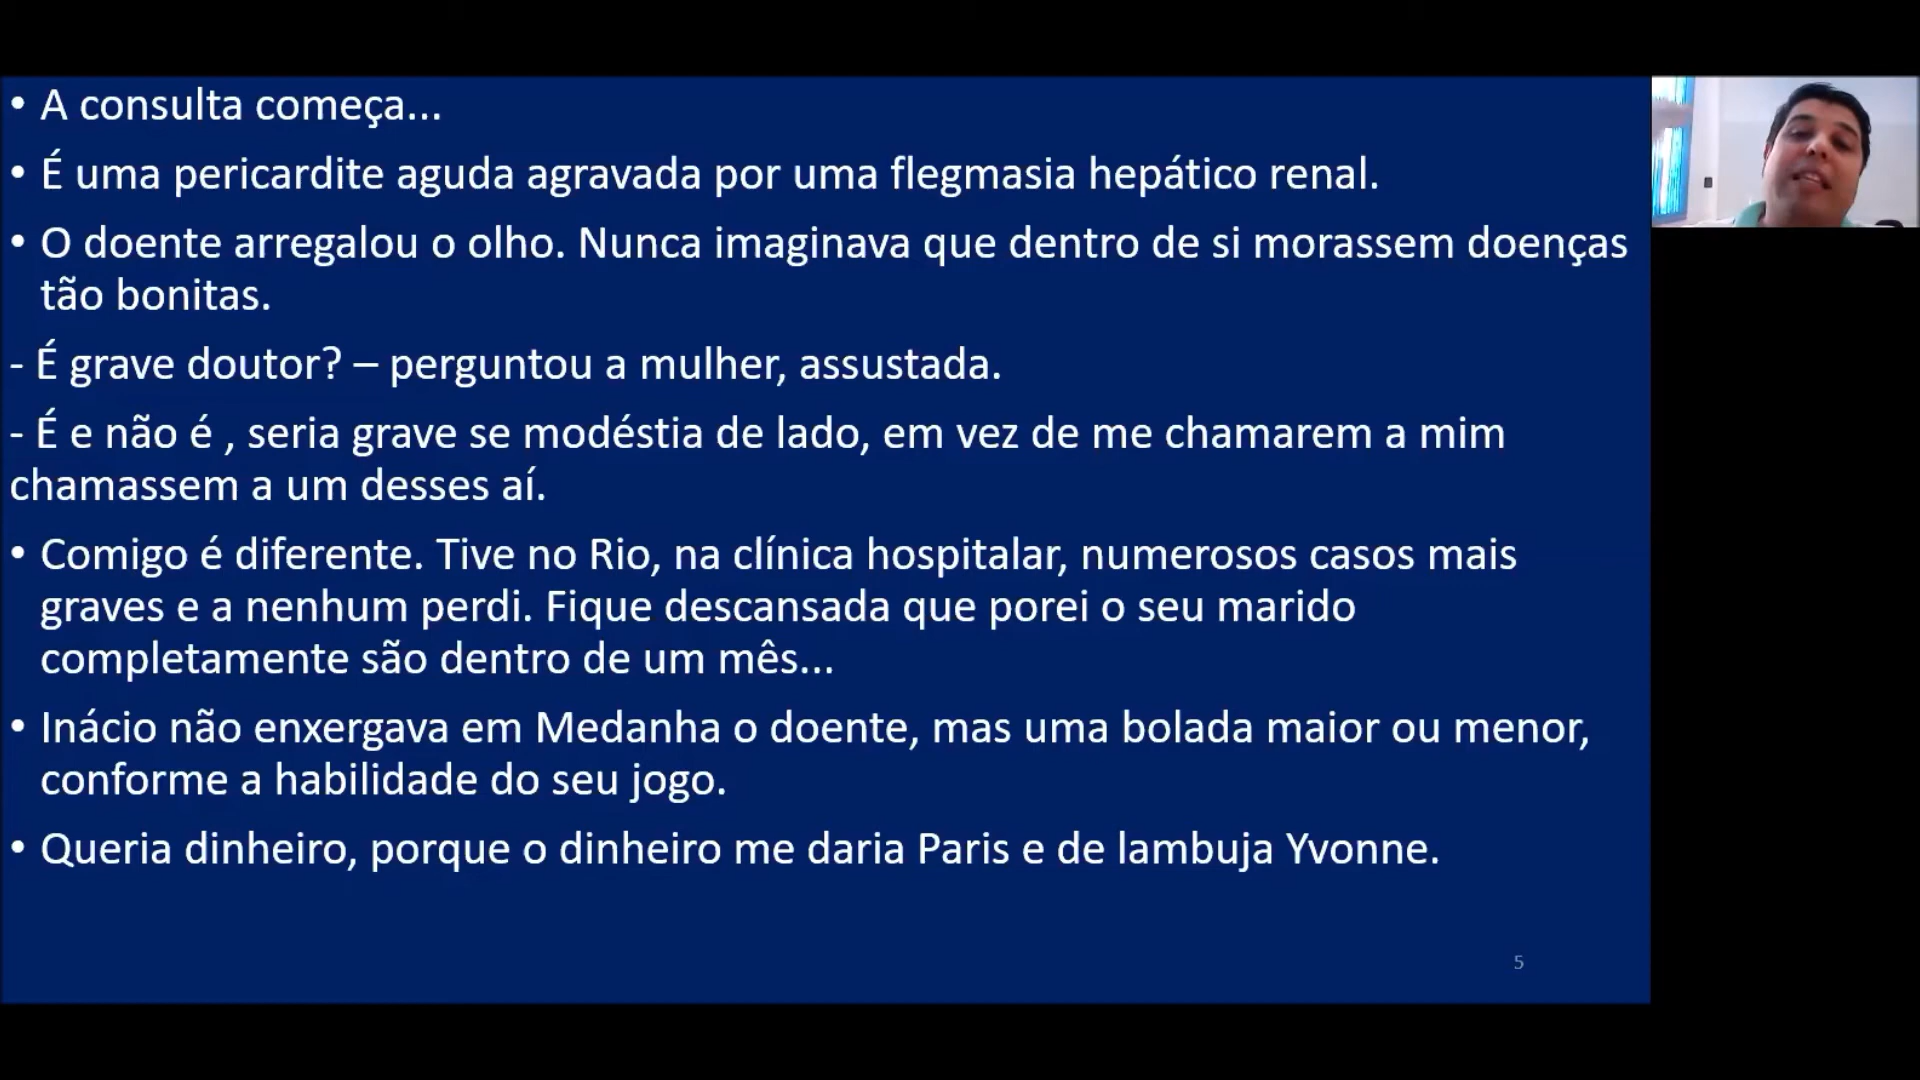 • A consulta começa...
• É uma pericardite aguda agravada por uma flegmasia hepático renal.
• O doente arregalou o olho. Nunca imaginava que dentro de si morassem doenças
tão bonitas.
- É grave doutor? – perguntou a mulher, assustada.
- É e não é , seria grave se modéstia de lado, em vez de me chamarem a mim
chamassem a um desses aí.
• Comigo é diferente. Tive no Rio, na clínica hospitalar, numerosos casos mais
graves e a nenhum perdi. Fique descansada que porei o seu marido
completamente são dentro de um mês...
• Inácio não enxergava em Medanha o doente, mas uma bolada maior ou menor,
conforme a habilidade do seu jogo.
• Queria dinheiro, porque o dinheiro me daria Paris e de lambuja Yvonne.
5